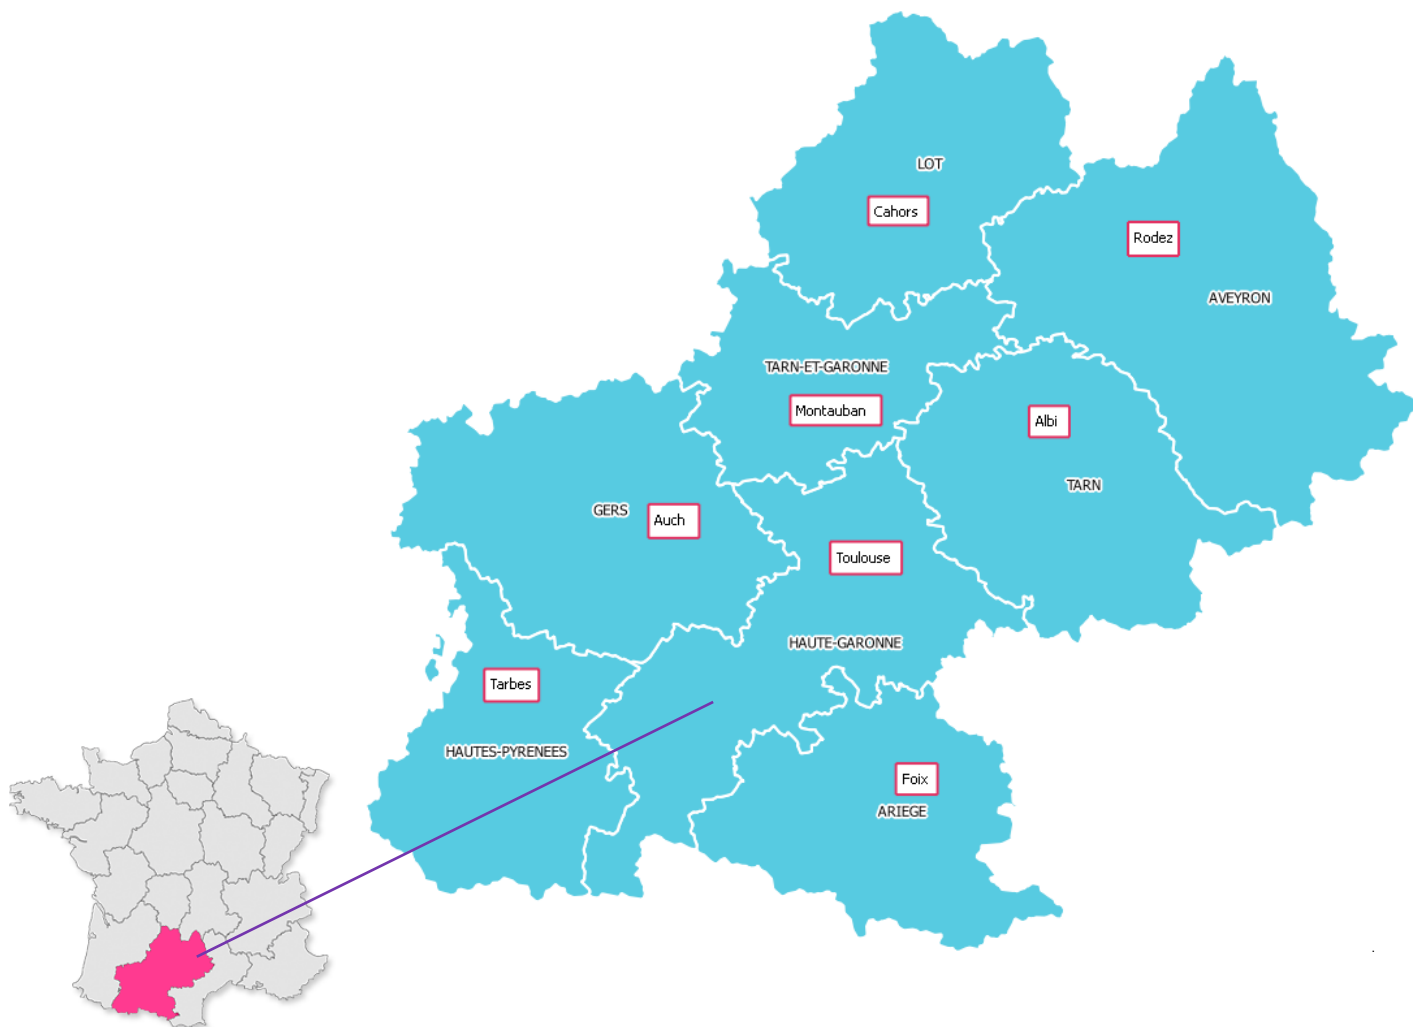 LOT
Cahors
Rodez
AVEYRON
TARN-ET-GARONNE
Montauban
Albi
TARN
GERS
Auch
Toulouse
HAUTE-GARONNE
Tarbes
HAUTES-PYRENEES
Foix
ARIEGE